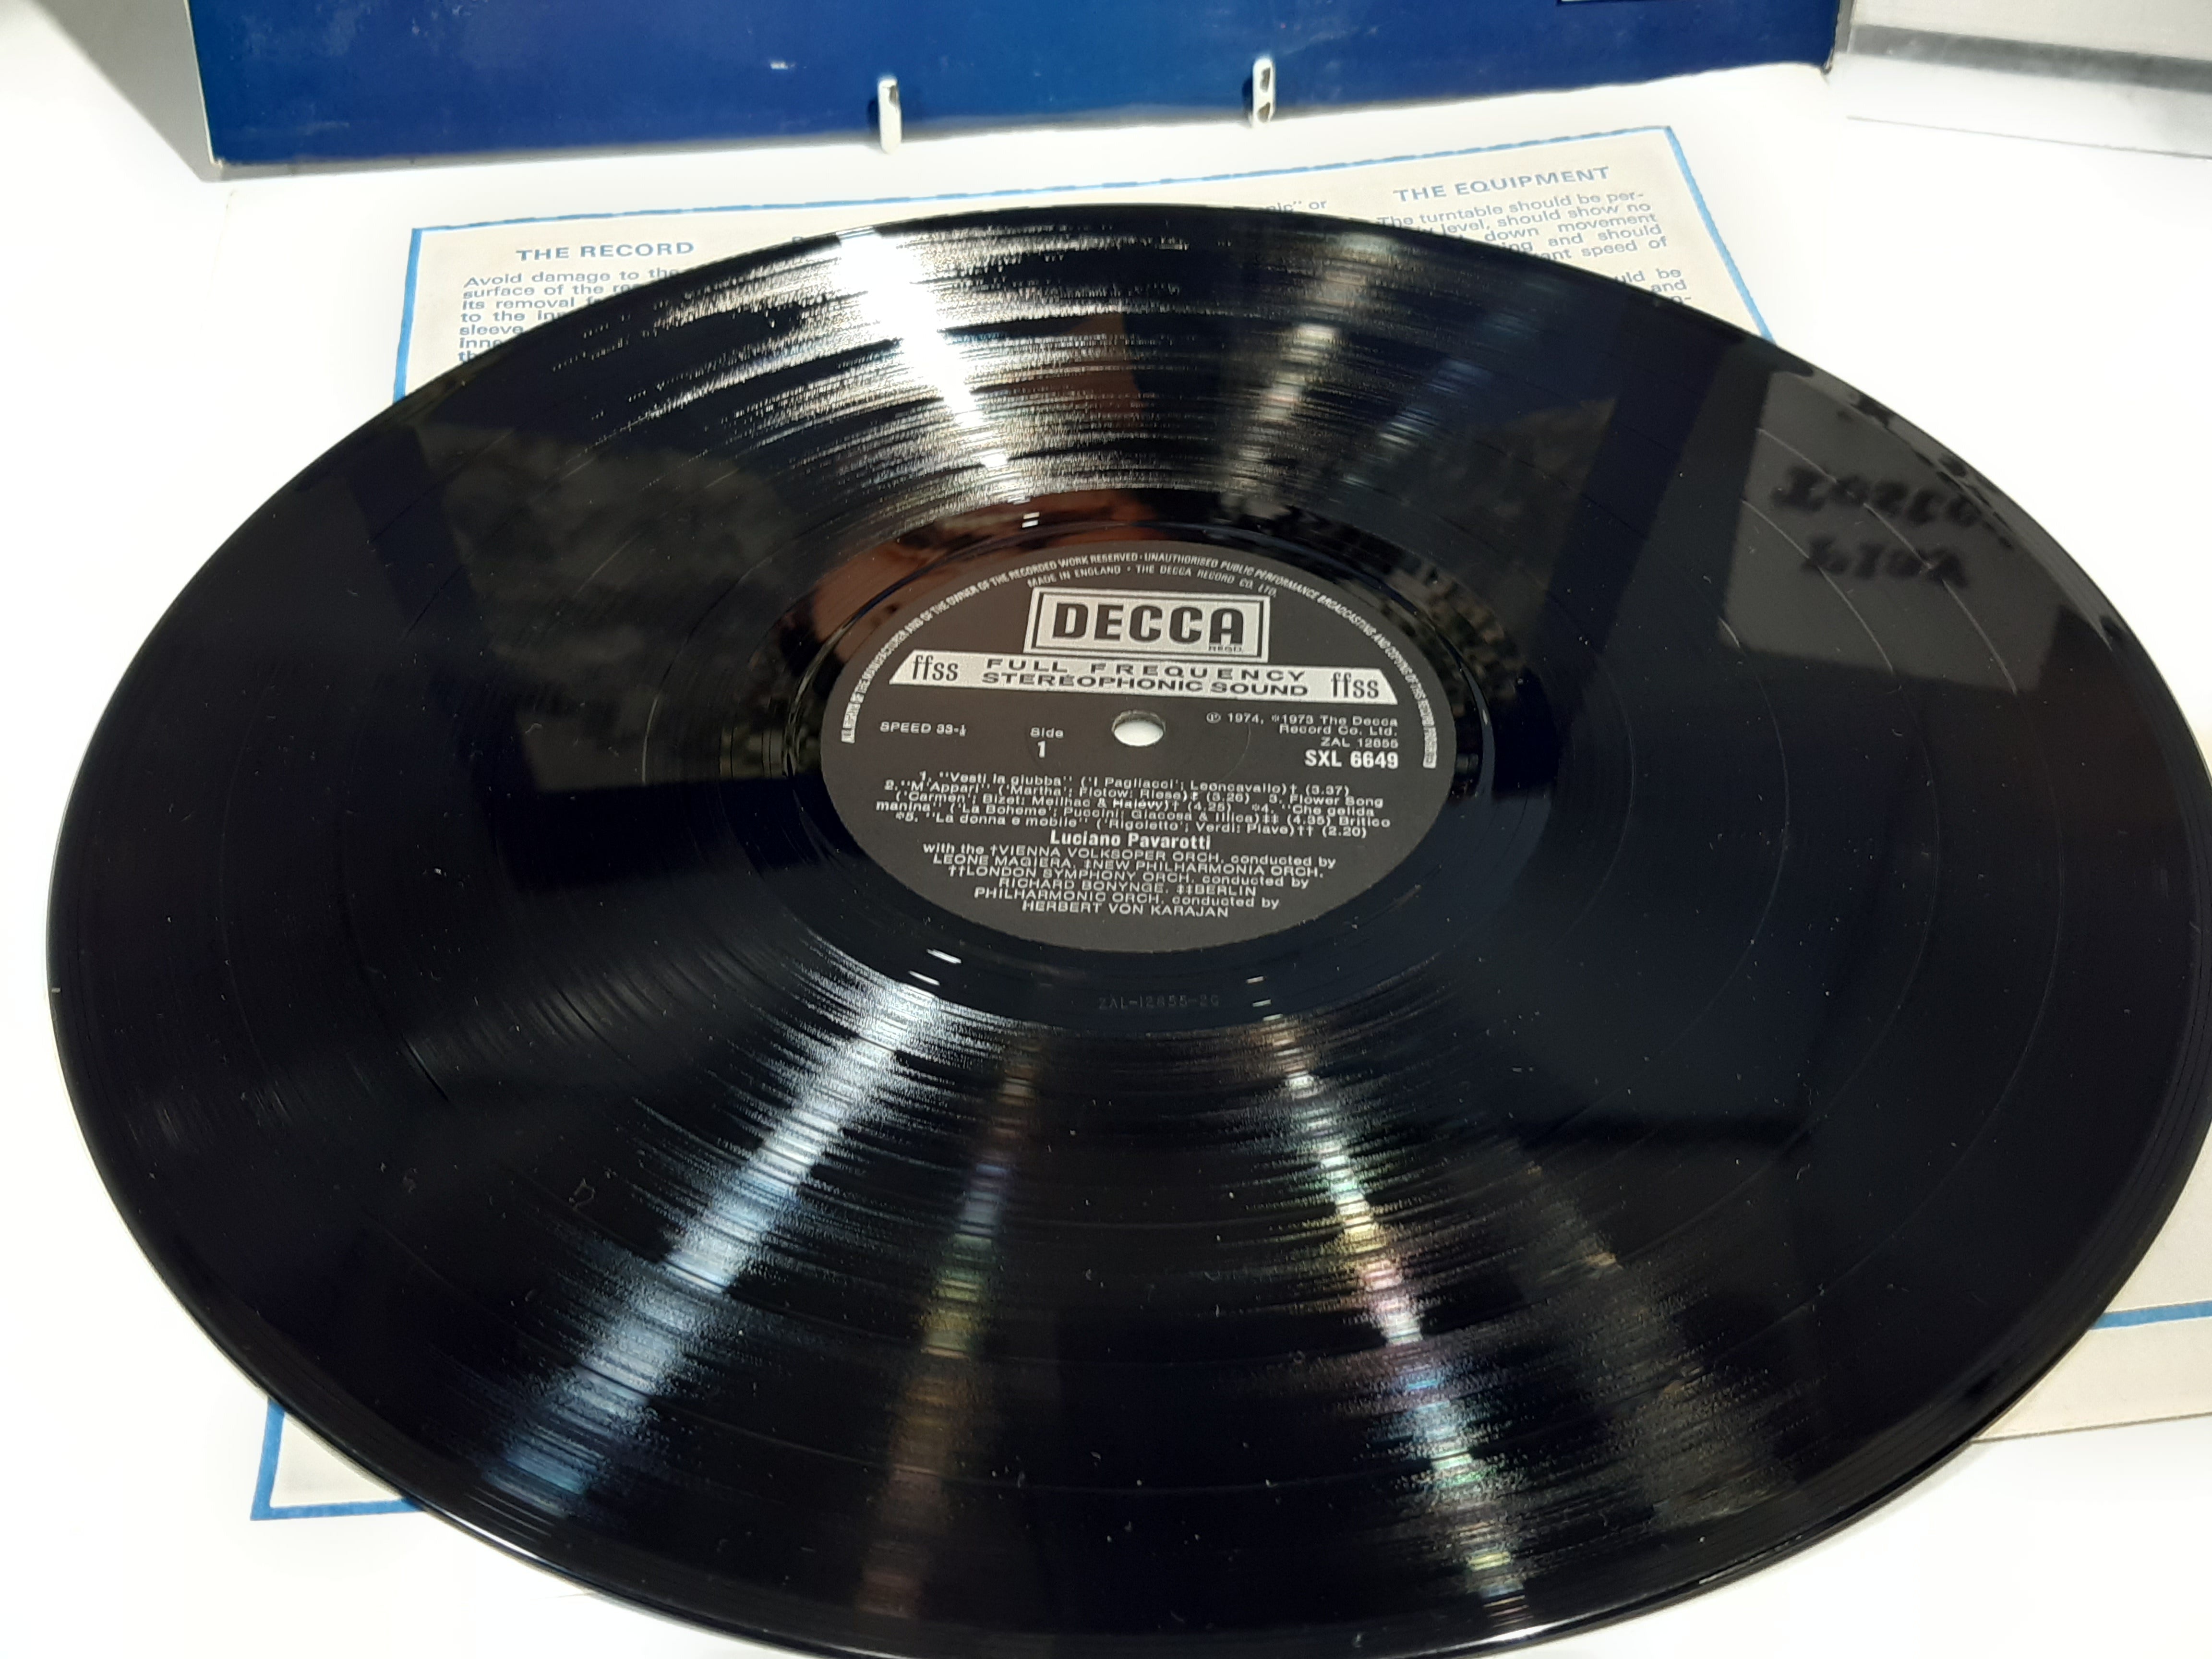 THE RECORD
Avoid damage to the
surface of the
its removal
to the
sleeve
or
THE EQUIPMENT
The turntable should be per-
level, should show no
down movement
and should
speed of
be
and
ALL RIGHTS OF THE MANUFACTURER AND OF THE OWNER OF THE RECORDED WORK RESERVED · UNAUTHORISED PUBLIC PERFORMANCE BROADCASTING AND COPYING OF THIS RECORD PROHIBITED
MADE IN ENGLAND · THE DECCA RECORD CO. LTD.
DECCA
REGD.
ffss FULL FREQUENCY ffss
STEREOPHONIC SOUND
SPEED 33-⅓
Side
1
℗ 1974, *1973 The Decca
Record Co. Ltd.
ZAL 12855
SXL 6649
1. "Vesti la giubba" ('I Pagliacci'; Leoncavallo)† (3.37)
2. "M'Appari" ('Martha'; Flotow; Riese)‡ (3.26) 3. Flower Song
('Carmen'; Bizet; Meilhac & Halévy)† (4.25) *4. "Che gelida
manina" ('La Boheme'; Puccini; Giacosa & Illica)‡‡ (4.35) Britico
*5. "La donna e mobile" ('Rigoletto'; Verdi; Piave)†† (2.20)
Luciano Pavarotti
with the †VIENNA VOLKSOPER ORCH. conducted by
LEONE MAGIERA, ‡NEW PHILHARMONIA ORCH,
††LONDON SYMPHONY ORCH. conducted by
RICHARD BONYNGE, ‡‡BERLIN
PHILHARMONIC ORCH. conducted by
HERBERT VON KARAJAN
ZAL-12855-2G